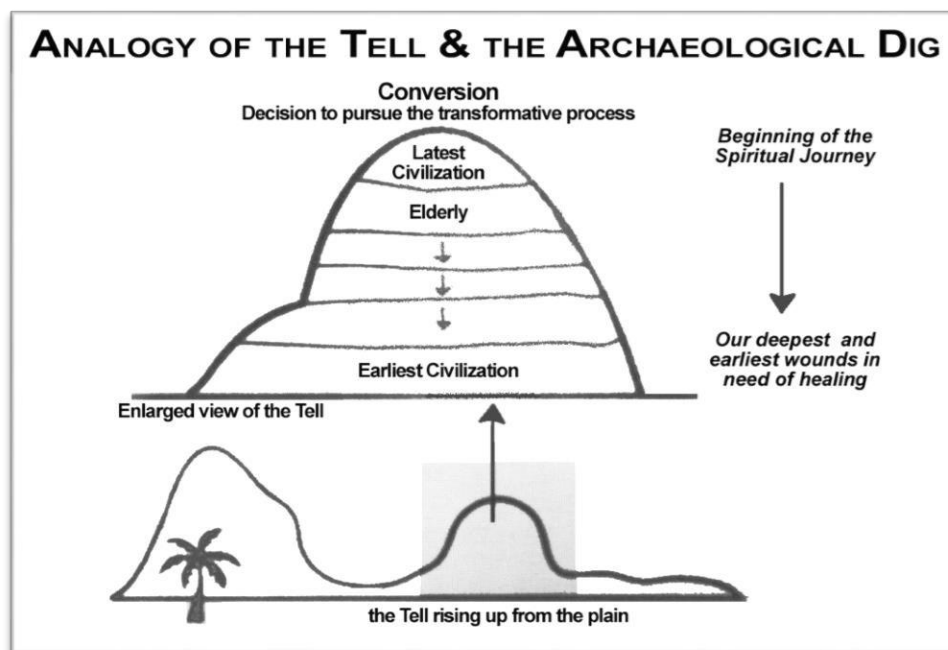 ANALOGY OF THE TELL & THE ARCHAEOLOGICAL DIG
Conversion
Decision to pursue the transformative process
Latest
Civilization
Elderly
Earliest Civilization
Enlarged view of the Tell
Beginning of the
Spiritual Journey
Our deepest and
earliest wounds in
need of healing
the Tell rising up from the plain